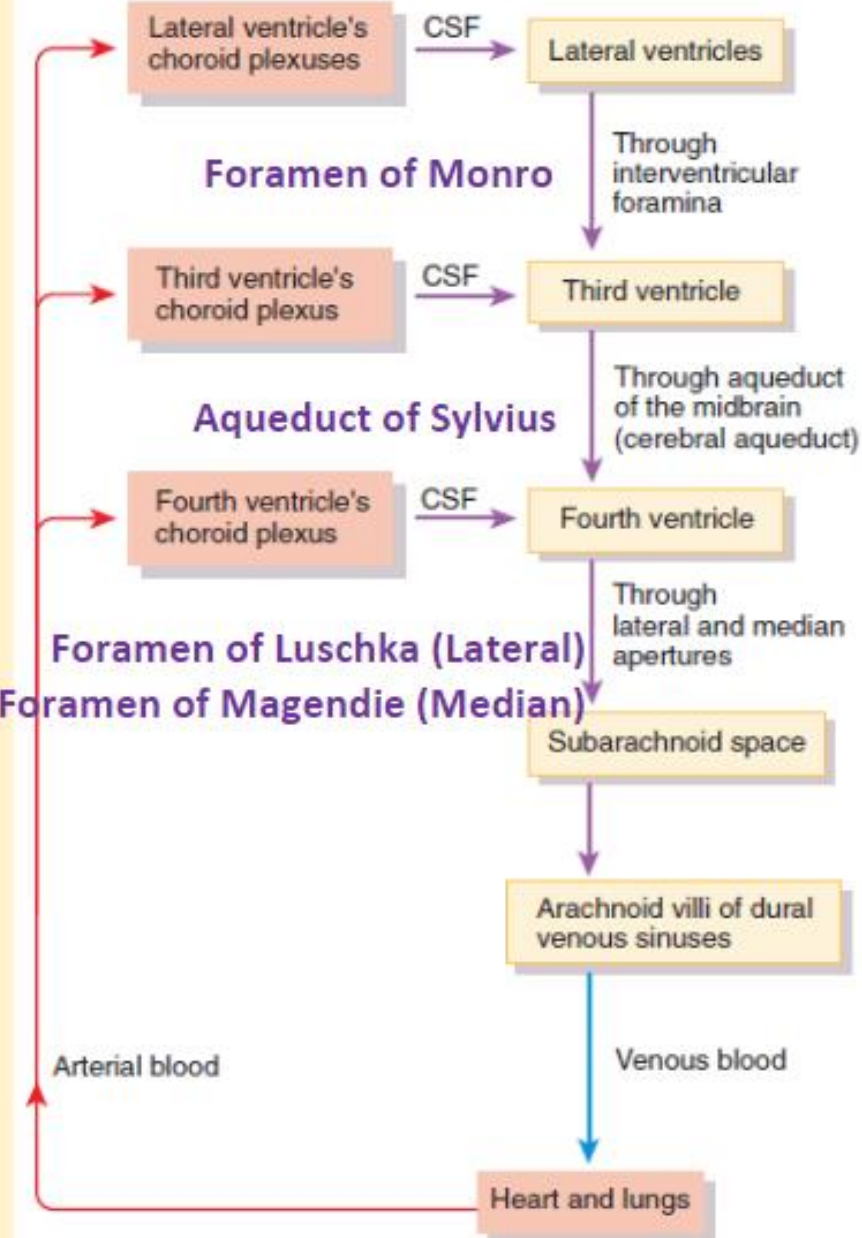 Lateral ventricle's
choroid plexuses
CSF
Lateral ventricles
Foramen of Monro
Through
interventricular
foramina
Third ventricle's
choroid plexus
CSF
Third ventricle
Aqueduct of Sylvius
Through aqueduct
of the midbrain
(cerebral aqueduct)
Fourth ventricle's
choroid plexus
CSF
Fourth ventricle
Through
lateral and median
apertures
Foramen of Luschka (Lateral)
Foramen of Magendie (Median)
Subarachnoid space
Arachnoid villi of dural
venous sinuses
Arterial blood
Venous blood
Heart and lungs